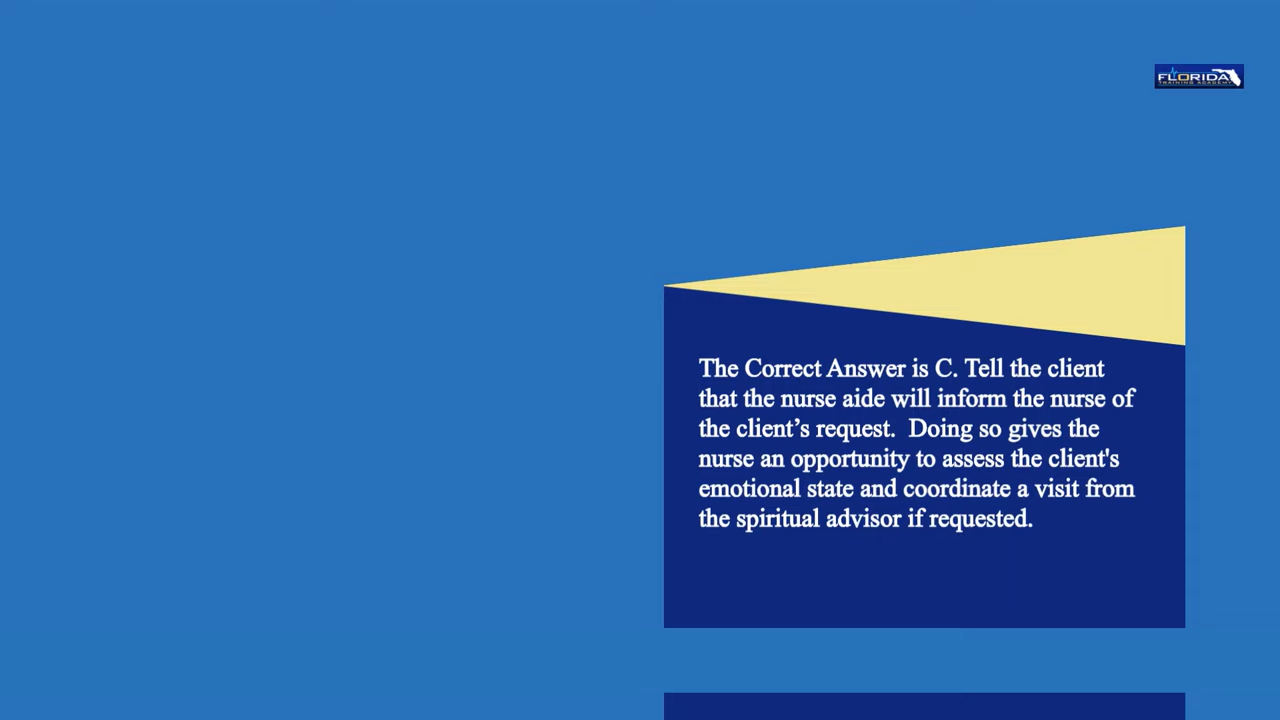 FLORIDA
TRAINING ACADEMY
The Correct Answer is C. Tell the client
that the nurse aide will inform the nurse of
the client’s request.  Doing so gives the
nurse an opportunity to assess the client's
emotional state and coordinate a visit from
the spiritual advisor if requested.